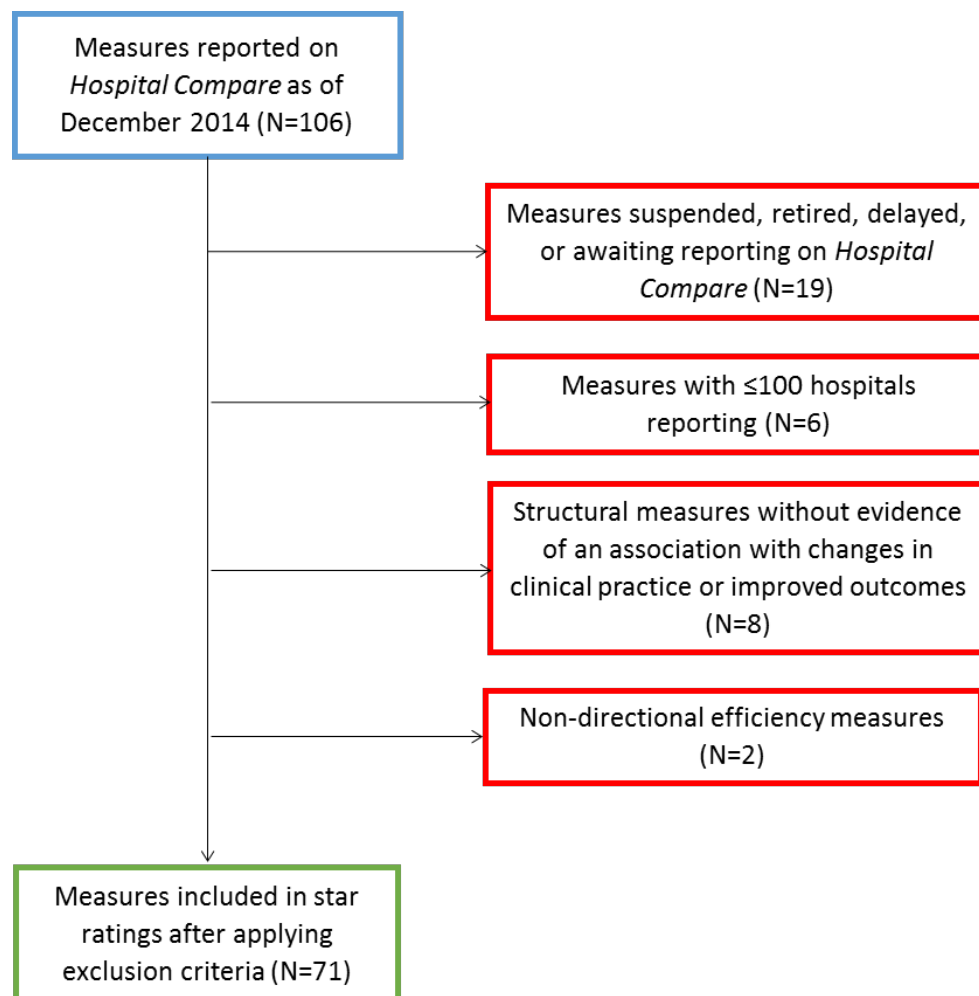 Measures reported on
Hospital Compare as of
December 2014 (N=106)
Measures suspended, retired, delayed,
or awaiting reporting on Hospital
Compare (N=19)
Measures with ≤100 hospitals
reporting (N=6)
Structural measures without evidence
of an association with changes in
clinical practice or improved outcomes
(N=8)
Non-directional efficiency measures
(N=2)
Measures included in star
ratings after applying
exclusion criteria (N=71)